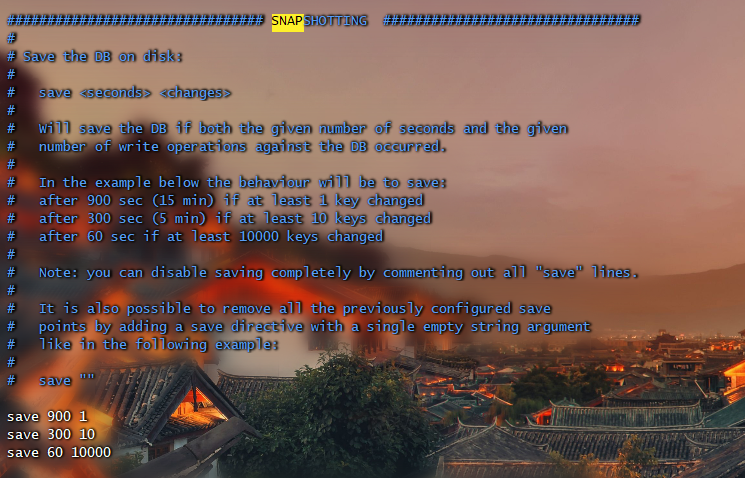 ################################ SNAPSHOTTING  ################################
#
# Save the DB on disk:
#
#   save <seconds> <changes>
#
#   Will save the DB if both the given number of seconds and the given
#   number of write operations against the DB occurred.
#
#   In the example below the behaviour will be to save:
#   after 900 sec (15 min) if at least 1 key changed
#   after 300 sec (5 min) if at least 10 keys changed
#   after 60 sec if at least 10000 keys changed
#
#   Note: you can disable saving completely by commenting out all "save" lines.
#
#   It is also possible to remove all the previously configured save
#   points by adding a save directive with a single empty string argument
#   like in the following example:
#
#   save ""

save 900 1
save 300 10
save 60 10000